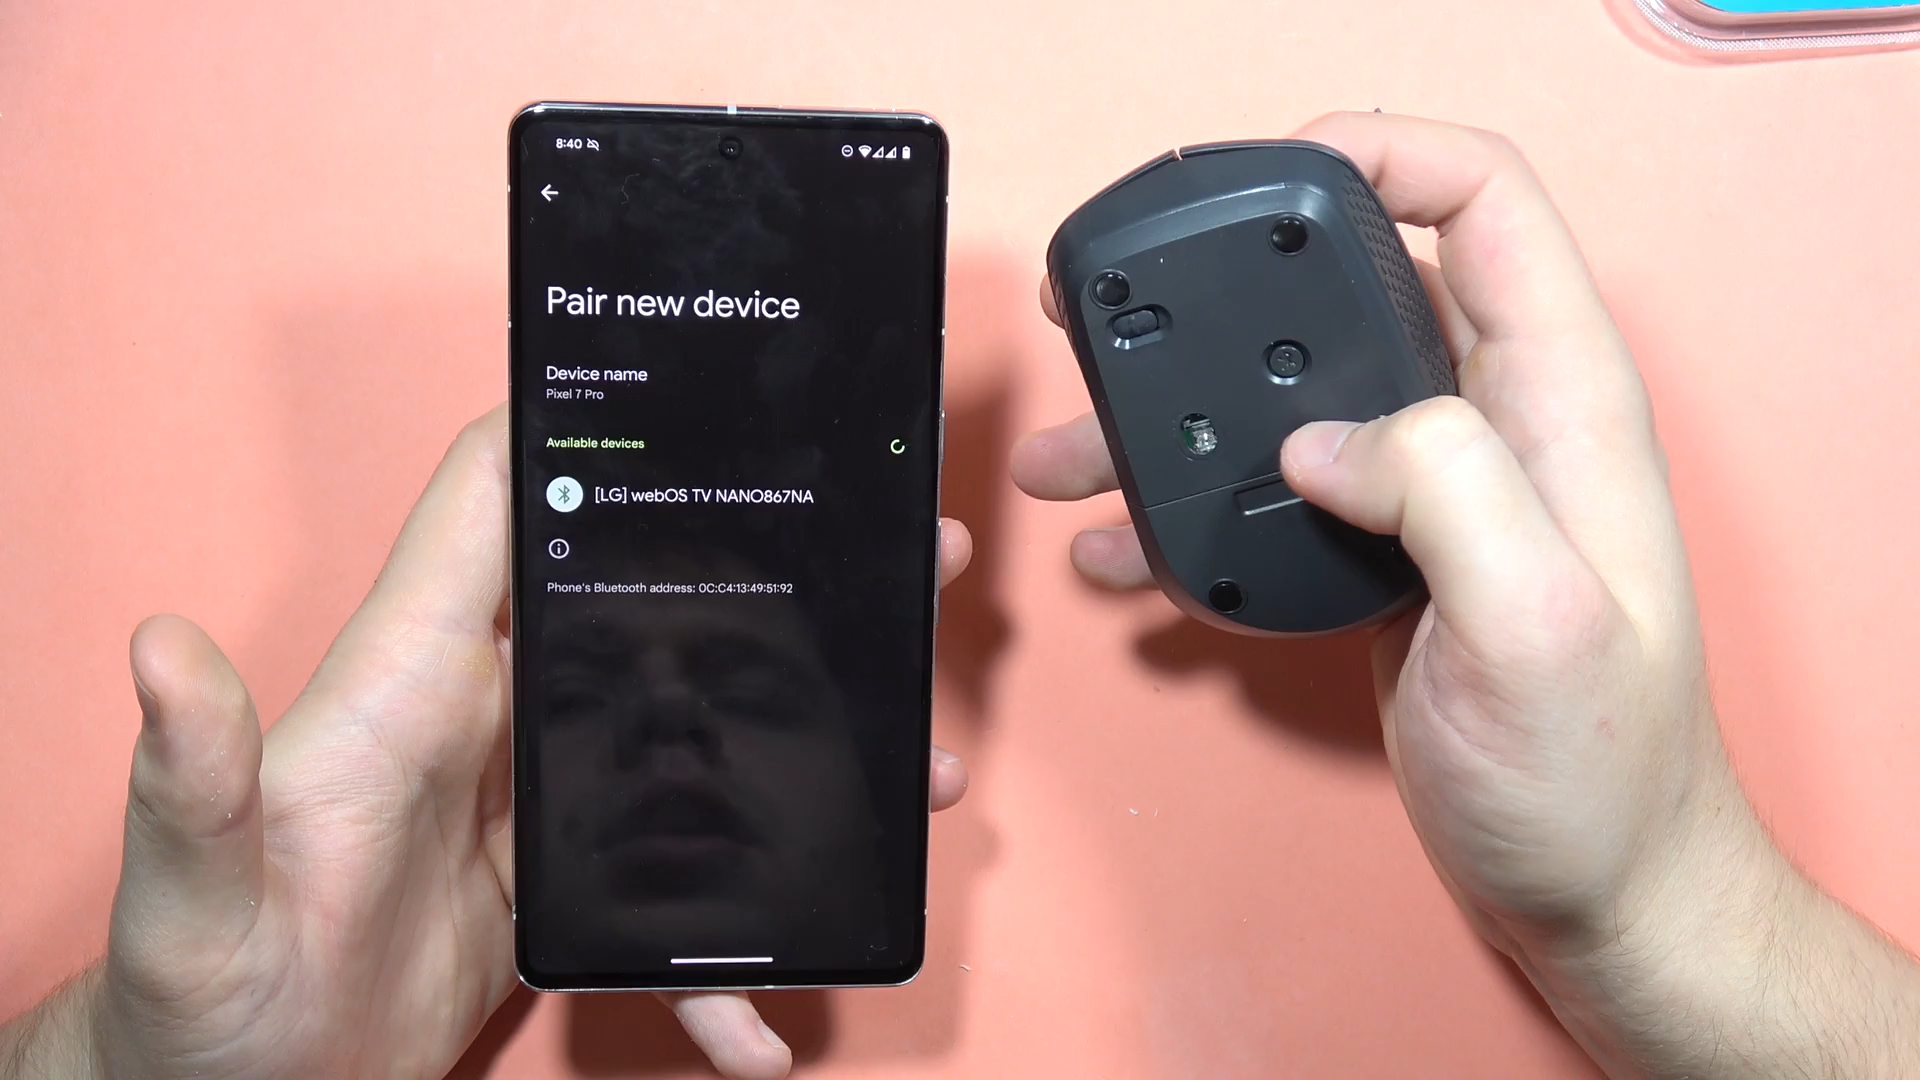 8:40
Pair new device
Device name
Pixel 7 Pro
Available devices
[LG] webOS TV NANO867NA
Phone's Bluetooth address: 0C:C4:13:49:51:92